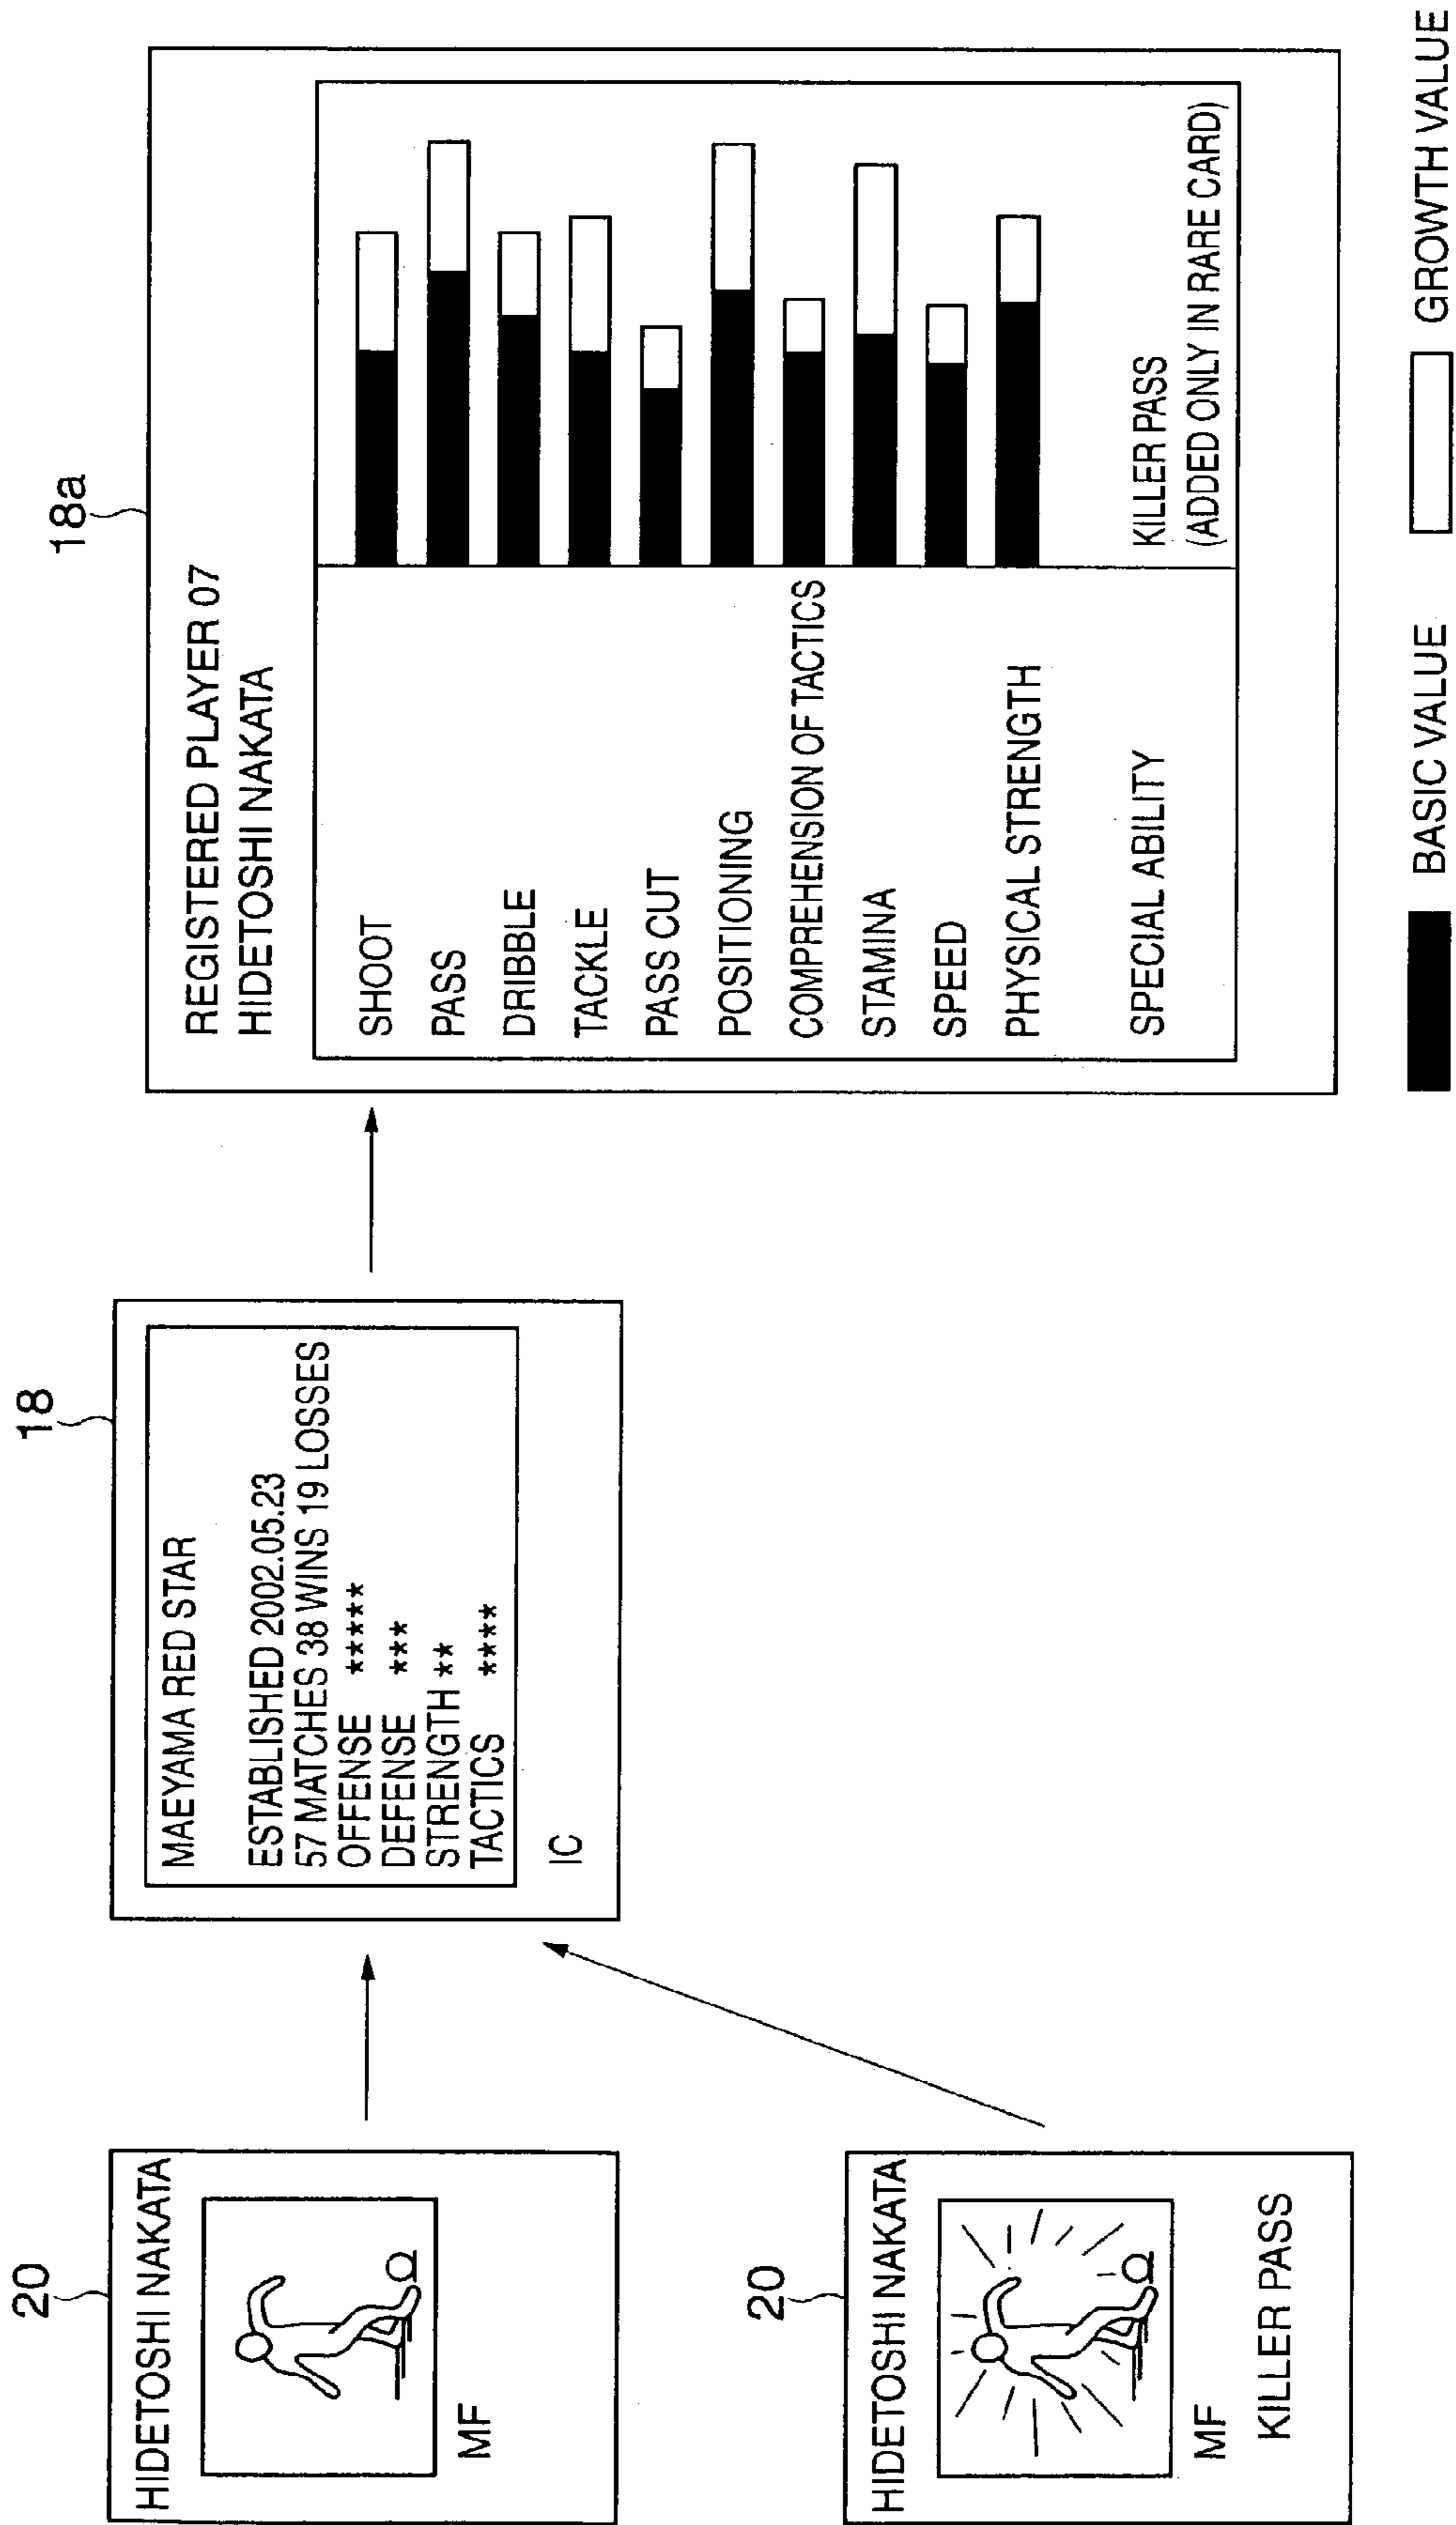 20
HIDETOSHI NAKATA
MF
20
HIDETOSHI NAKATA
MF
KILLER PASS
18
MAEYAMA RED STAR
ESTABLISHED 2002.05.23
57 MATCHES 38 WINS 19 LOSSES
OFFENSE *****
DEFENSE ***
STRENGTH **
TACTICS ****
IC
18a
REGISTERED PLAYER 07
HIDETOSHI NAKATA
SHOOT
PASS
DRIBBLE
TACKLE
PASS CUT
POSITIONING
COMPREHENSION OF TACTICS
STAMINA
SPEED
PHYSICAL STRENGTH
SPECIAL ABILITY
KILLER PASS
(ADDED ONLY IN RARE CARD)
BASIC VALUE
GROWTH VALUE